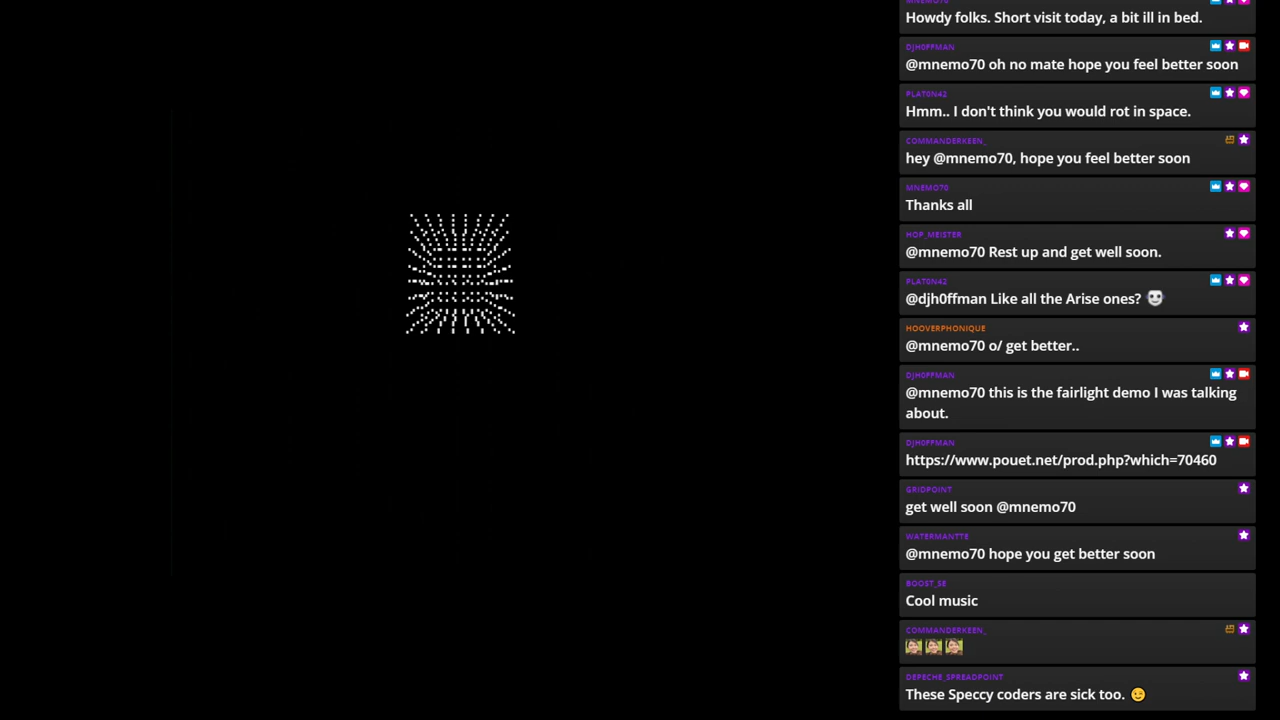 MNEMO70
Howdy folks. Short visit today, a bit ill in bed.
DJH0FFMAN
@mnemo70 oh no mate hope you feel better soon
PLAT0N42
Hmm.. I don't think you would rot in space.
COMMANDERKEEN_
hey @mnemo70, hope you feel better soon
MNEMO70
Thanks all
HOP_MEISTER
@mnemo70 Rest up and get well soon.
PLAT0N42
@djh0ffman Like all the Arise ones?
HOOVERPHONIQUE
@mnemo70 o/ get better..
DJH0FFMAN
@mnemo70 this is the fairlight demo I was talking
about.
DJH0FFMAN
https://www.pouet.net/prod.php?which=70460
GRIDPOINT
get well soon @mnemo70
WATERMANTTE
@mnemo70 hope you get better soon
BOOST_SE
Cool music
COMMANDERKEEN_
DEPECHE_SPREADPOINT
These Speccy coders are sick too.